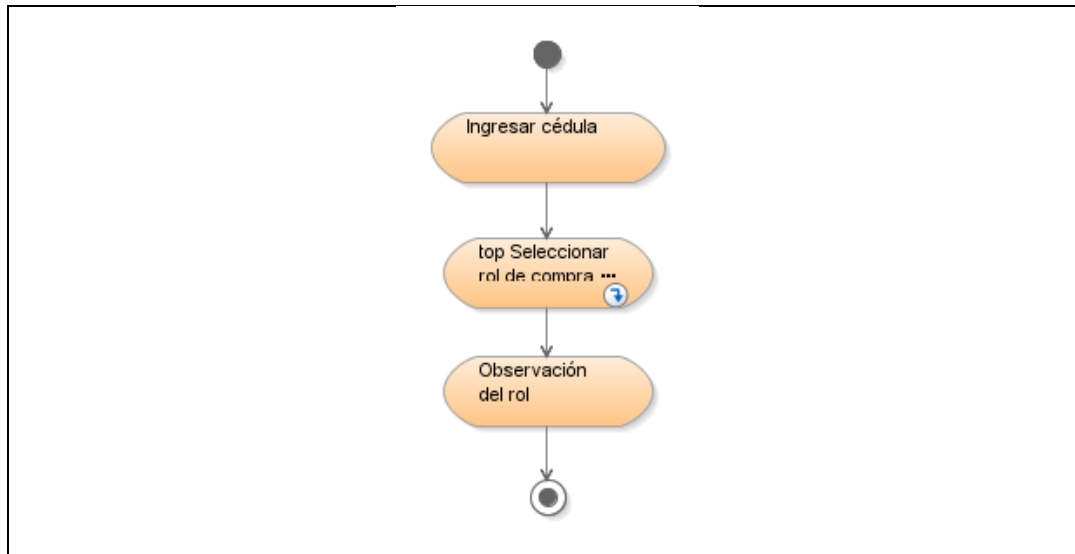 Ingresar cédula
top Seleccionar
rol de compra ...
Observación
del rol